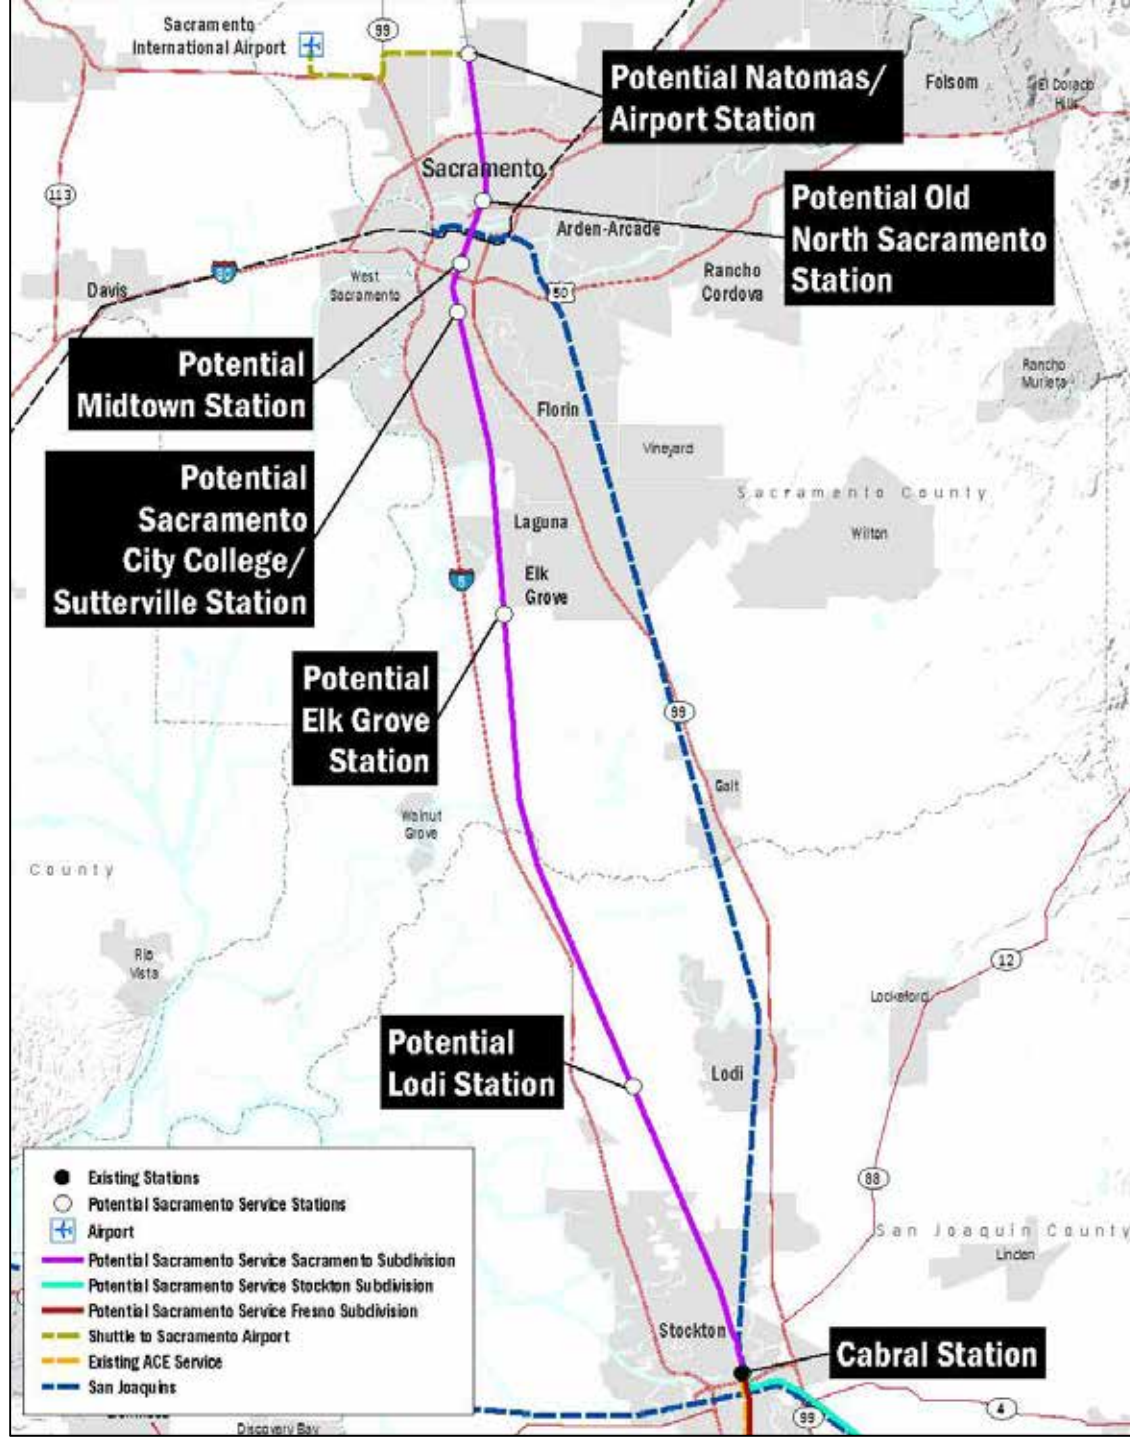 Sacramento
International Airport
99
Potential Natomas/
Airport Station
Folsom
El Dorado
Hills
Sacramento
113
Potential Old
North Sacramento
Station
Arden-Arcade
80
Davis
West
Sacramento
Rancho
Cordova
50
Potential
Midtown Station
Rancho
Murieta
Florin
Vineyard
Potential
Sacramento
City College/
Sutterville Station
Sacramento County
Laguna
Wilton
5
Elk
Grove
Potential
Elk Grove
Station
99
Galt
Walnut
Grove
County
Rio
Vista
12
Lockeford
Potential
Lodi Station
Lodi
88
San Joaquin County
Linden
Existing Stations
Potential Sacramento Service Stations
Airport
Potential Sacramento Service Sacramento Subdivision
Potential Sacramento Service Stockton Subdivision
Potential Sacramento Service Fresno Subdivision
Shuttle to Sacramento Airport
Existing ACE Service
San Joaquins
Stockton
Cabral Station
99
4
Discovery Bay